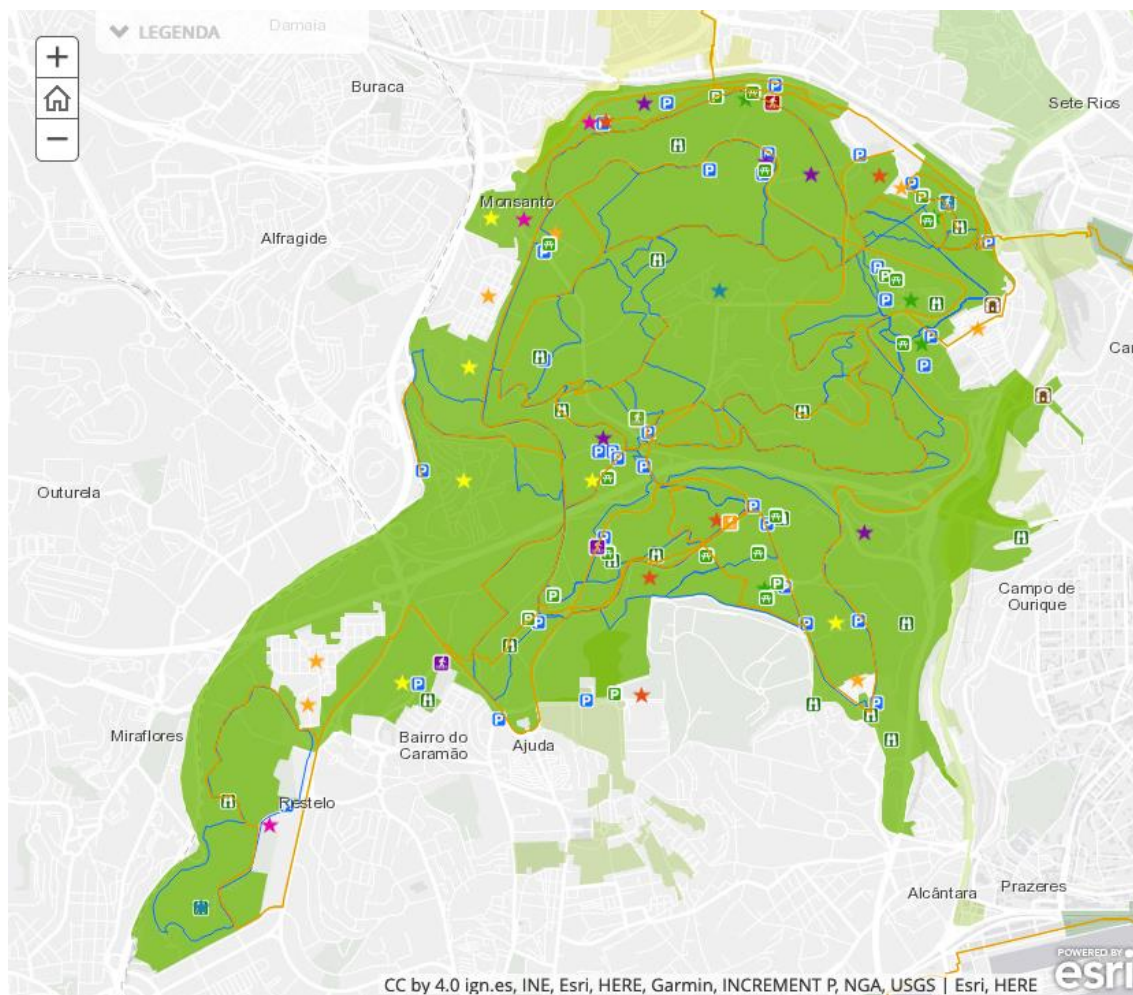 LEGENDA
Damaia
Buraca
Sete Rios
Monsanto
Alfragide
Outurela
Campo de
Ourique
Miraflores
Bairro do
Caramão
Ajuda
Restelo
Alcântara
Prazeres
POWERED BY
esri
CC by 4.0 ign.es, INE, Esri, HERE, Garmin, INCREMENT P, NGA, USGS | Esri, HERE